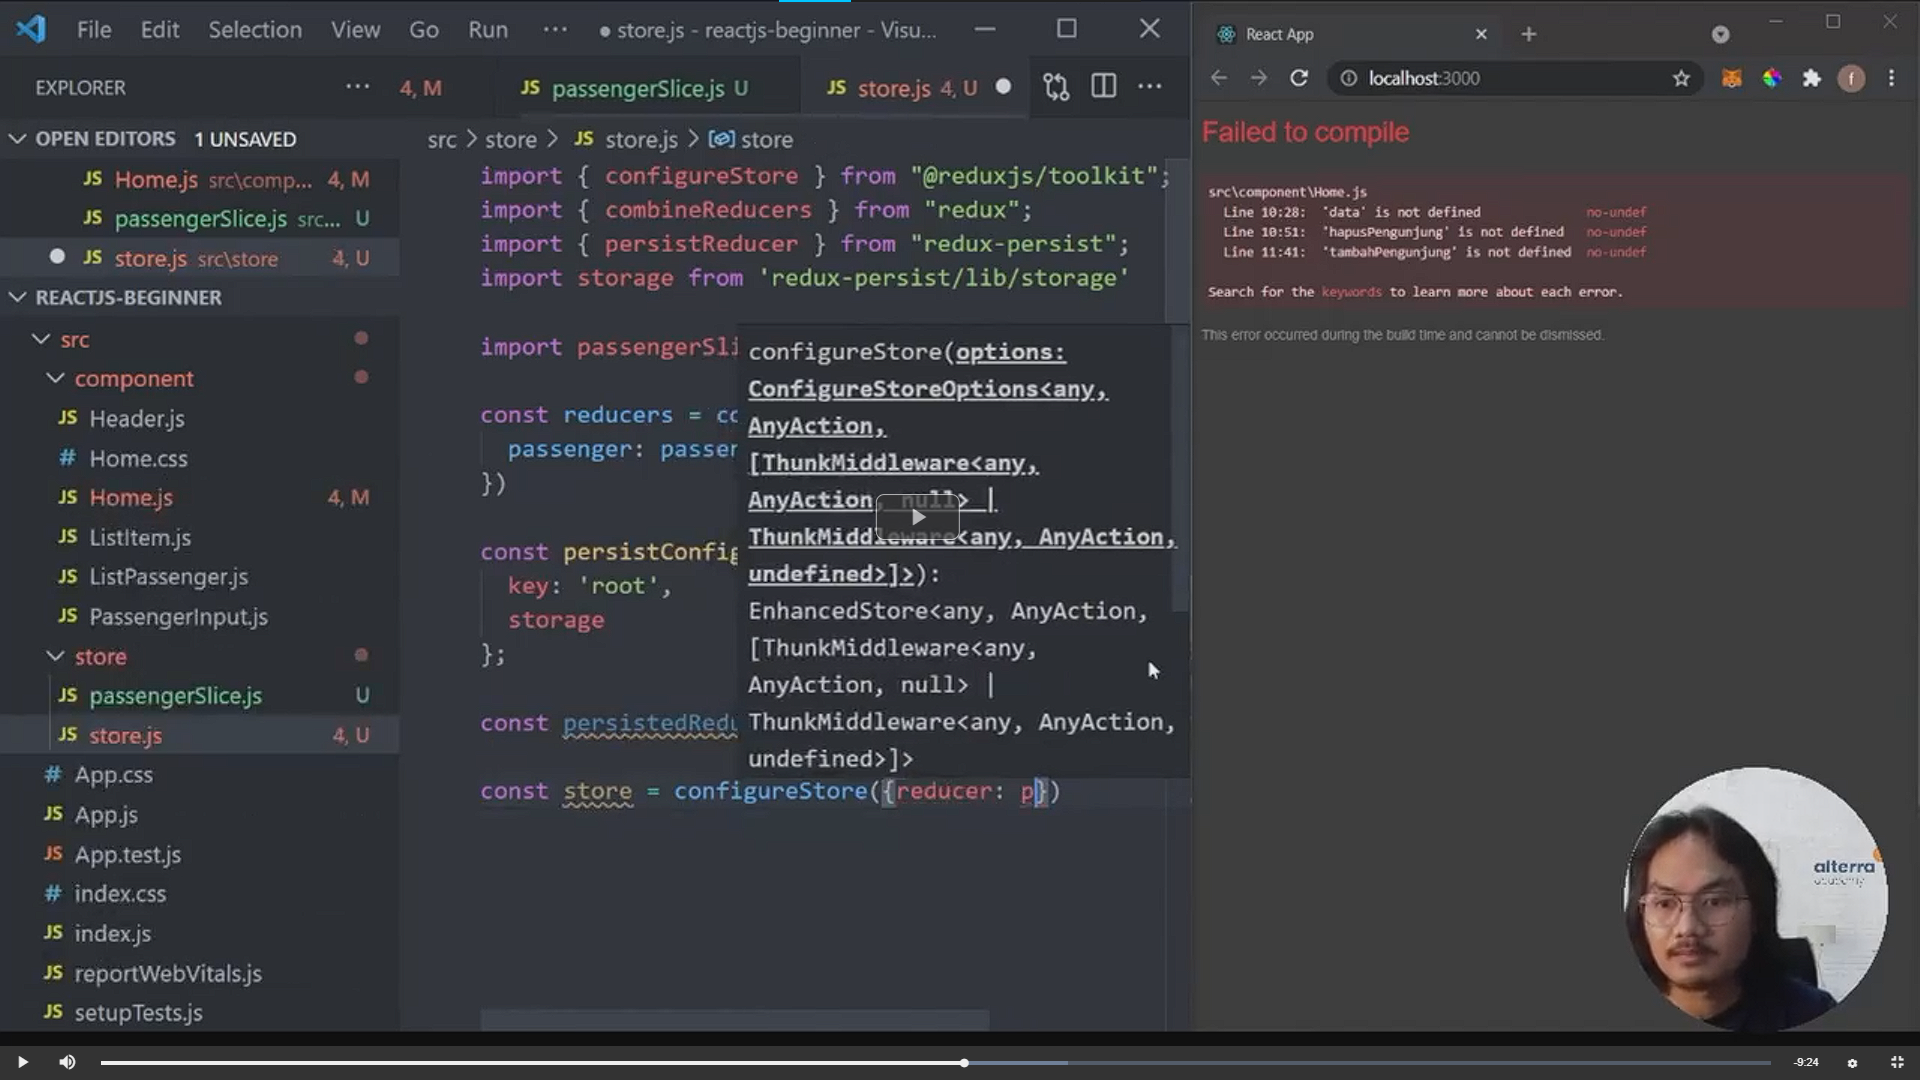 File Edit Selection View Go Run ··· ● store.js - reactjs-beginner - Visu...
EXPLORER ···
OPEN EDITORS 1 UNSAVED
JS Home.js src\comp... 4, M
JS passengerSlice.js src... U
JS store.js src\store 4, U
REACTJS-BEGINNER
src
component
JS Header.js
# Home.css
JS Home.js 4, M
JS ListItem.js
JS ListPassenger.js
JS PassengerInput.js
store
JS passengerSlice.js U
JS store.js 4, U
# App.css
JS App.js
JS App.test.js
# index.css
JS index.js
JS reportWebVitals.js
JS setupTests.js
4, M JS passengerSlice.js U JS store.js 4, U ● ···
src > store > JS store.js > store
import { configureStore } from "@reduxjs/toolkit";
import { combineReducers } from "redux";
import { persistReducer } from "redux-persist";
import storage from 'redux-persist/lib/storage'
import passengerSli
const reducers = co
passenger: passen
})
const persistConfig
key: 'root',
storage
};
const persistedRedu
const store = configureStore({reducer: p})
configureStore(options:
ConfigureStoreOptions<any,
AnyAction,
[ThunkMiddleware<any,
AnyAction, null> |
ThunkMiddleware<any, AnyAction,
undefined>]>):
EnhancedStore<any, AnyAction,
[ThunkMiddleware<any,
AnyAction, null> |
ThunkMiddleware<any, AnyAction,
undefined>]>
React App
localhost:3000
f
Failed to compile
src\component\Home.js
Line 10:28: 'data' is not defined no-undef
Line 10:51: 'hapusPengunjung' is not defined no-undef
Line 11:41: 'tambahPengunjung' is not defined no-undef
Search for the keywords to learn more about each error.
This error occurred during the build time and cannot be dismissed.
alterra
academy
-9:24